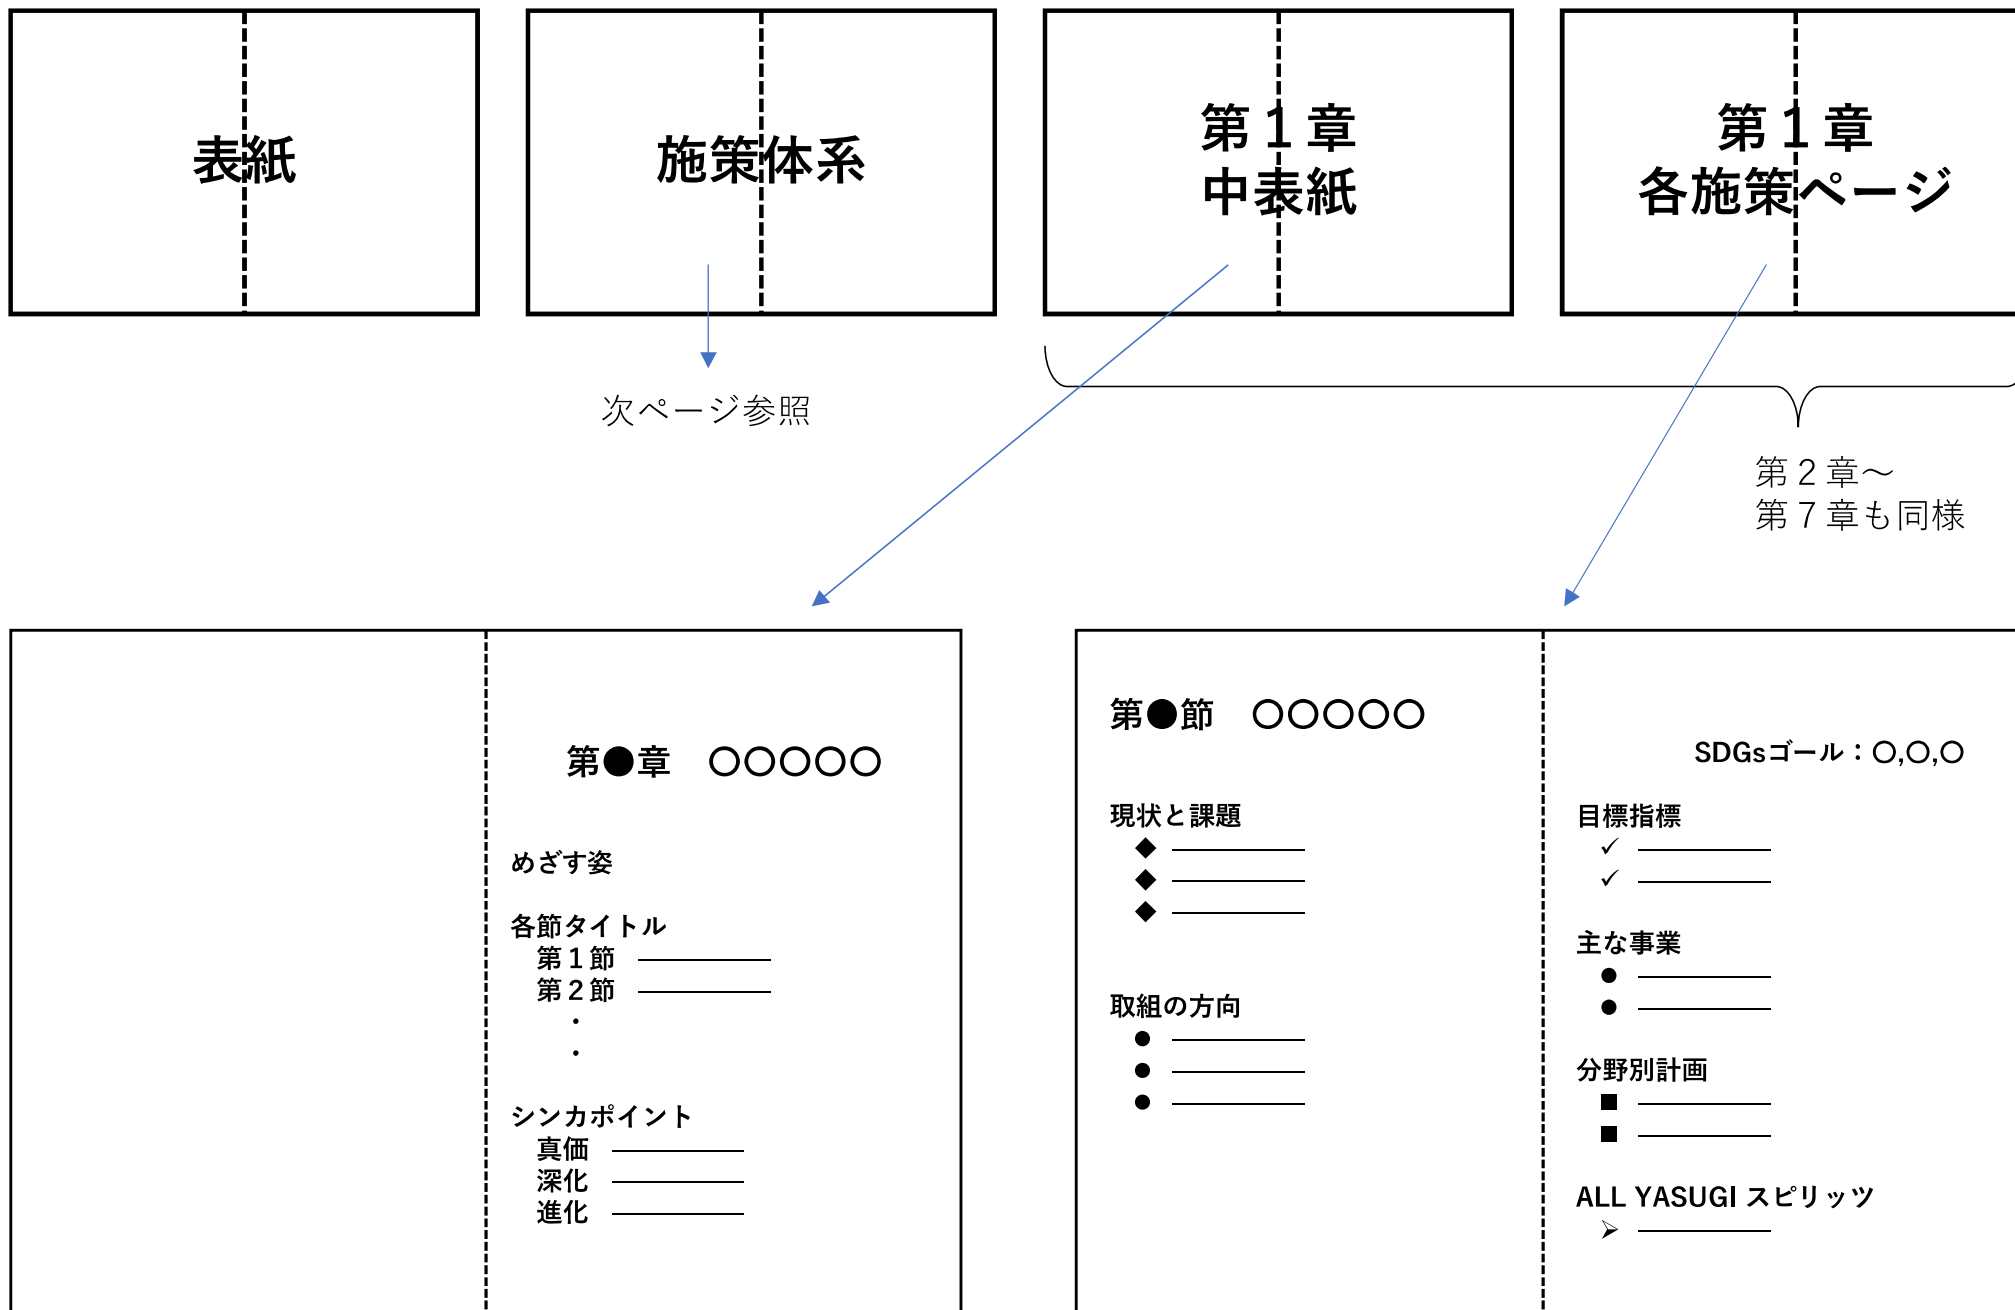 表紙
施策体系
第１章
中表紙
第１章
各施策ページ
次ページ参照
第２章～
第７章も同様
第●章　○○○○○
めざす姿
各節タイトル
第１節
第２節
・
・
シンカポイント
真価
深化
進化
第●節　○○○○○
現状と課題
◆
◆
◆
取組の方向
●
●
●
SDGsゴール：○,○,○
目標指標
✓
✓
主な事業
●
●
分野別計画
■
■
ALL YASUGI スピリッツ
➢